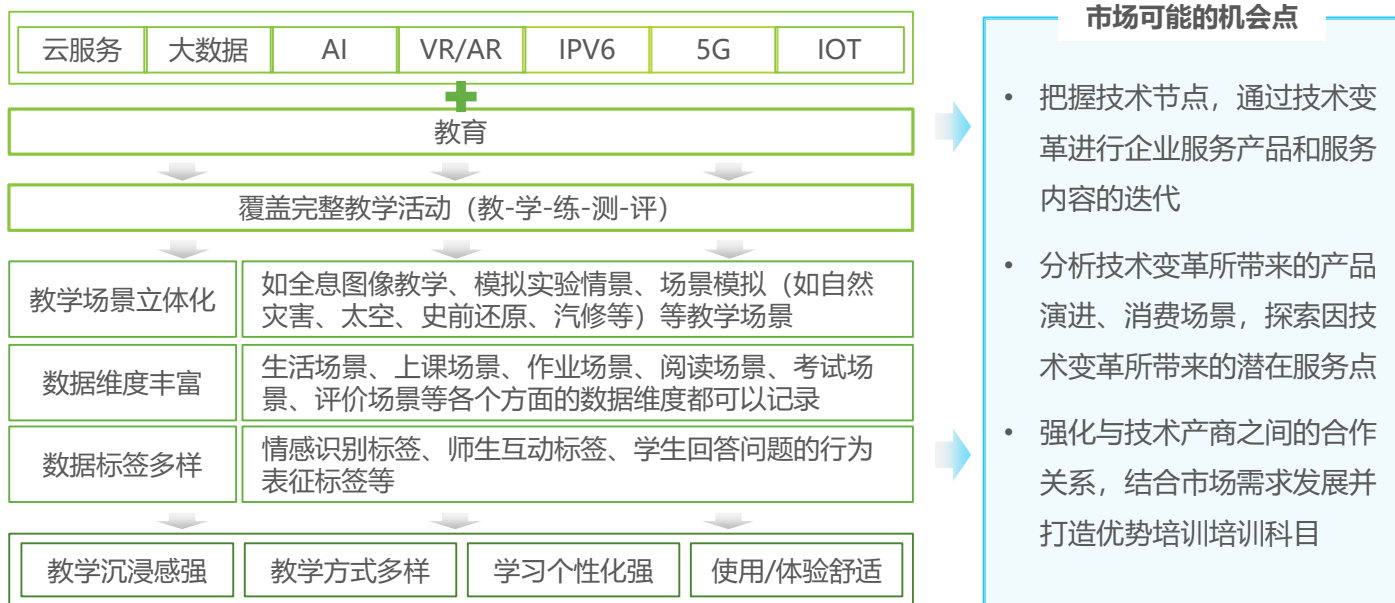 云服务
大数据
AI
VR/AR
IPV6
5G
IOT
教育
覆盖完整教学活动（教-学-练-测-评）
教学场景立体化
如全息图像教学、模拟实验情景、场景模拟（如自然
灾害、太空、史前还原、汽修等）等教学场景
数据维度丰富
生活场景、上课场景、作业场景、阅读场景、考试场
景、评价场景等各个方面的数据维度都可以记录
数据标签多样
情感识别标签、师生互动标签、学生回答问题的行为
表征标签等
教学沉浸感强
教学方式多样
学习个性化强
使用/体验舒适
市场可能的机会点
• 把握技术节点，通过技术变
革进行企业服务产品和服务
内容的迭代
• 分析技术变革所带来的产品
演进、消费场景，探索因技
术变革所带来的潜在服务点
• 强化与技术产商之间的合作
关系，结合市场需求发展并
打造优势培训培训科目